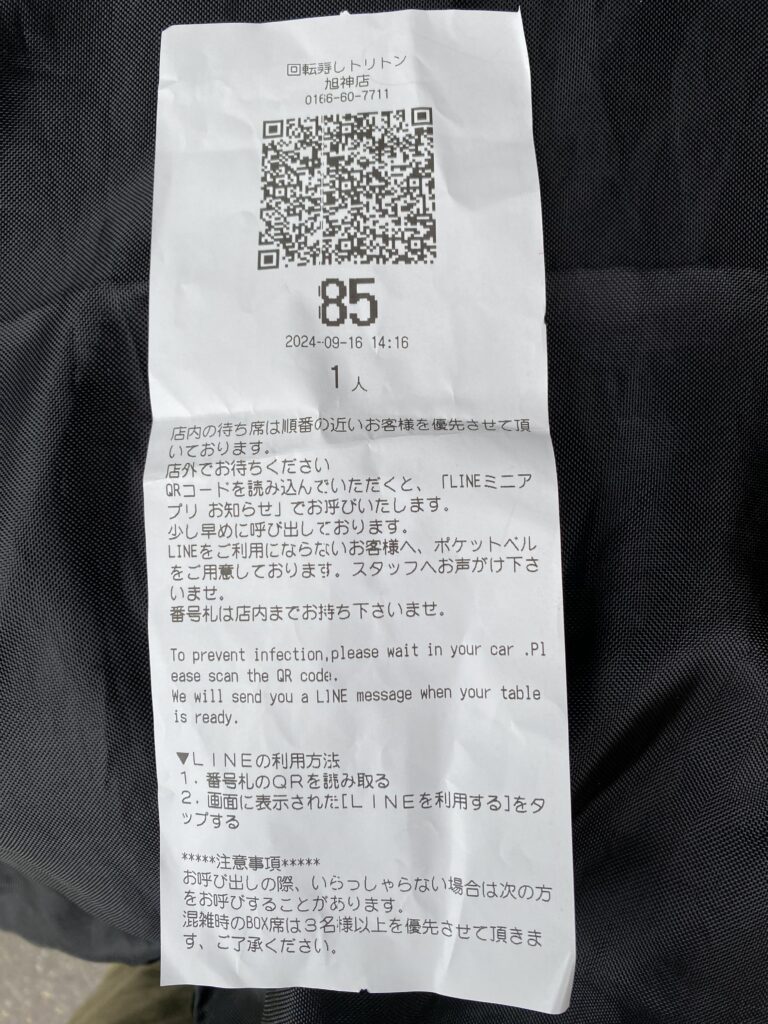 回転寿しトリトン
旭神店
0166-60-7711
85
2024-09-16 14:16
1 人
店内の待ち席は順番の近いお客様を優先させて頂
いております。
店外でお待ちください
QRコードを読み込んでいただくと、「LINEミニア
プリ お知らせ」でお呼びいたします。
少し早めに呼び出しております。
LINEをご利用にならないお客様へ、ポケットベル
をご用意しております。スタッフへお声がけ下さ
いませ。
番号札は店内までお持ち下さいませ。
To prevent infection,please wait in your car .Pl
ease scan the QR code.
We will send you a LINE message when your table
is ready.
▼ＬＩＮＥの利用方法
１．番号札のＱＲを読み取る
２．画面に表示された[ＬＩＮＥを利用する]をタ
ップする
*****注意事項*****
お呼び出しの際、いらっしゃらない場合は次の方
をお呼びすることがあります。
混雑時のBOX席は３名様以上を優先させて頂きま
す、ご了承ください。